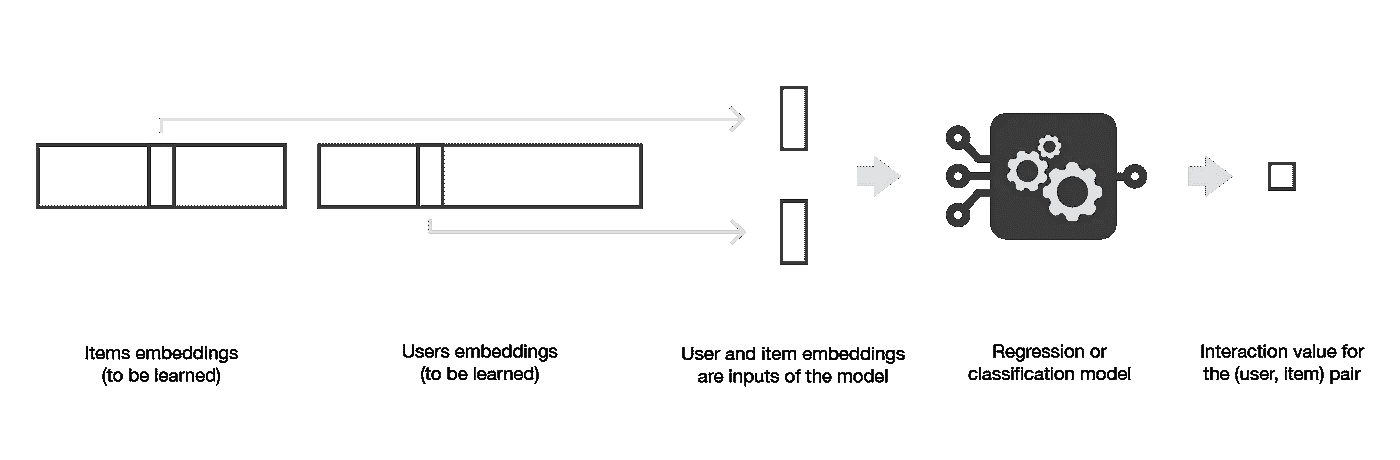 Items embeddings
(to be learned)
Users embeddings
(to be learned)
User and item embeddings
are inputs of the model
Regression or
classification model
Interaction value for
the (user, item) pair